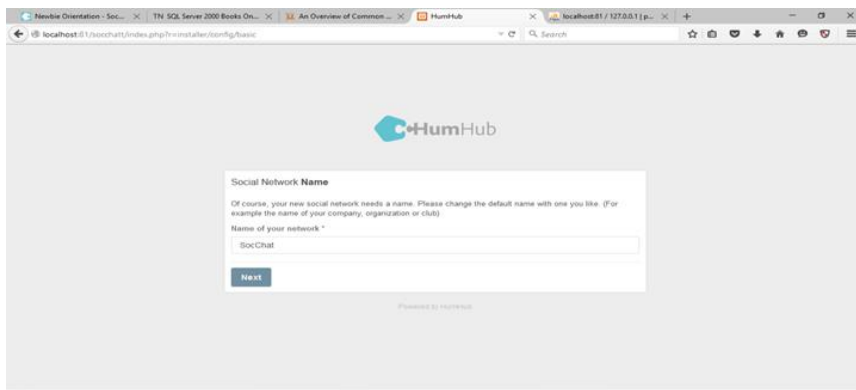 Newbie Orientation - Soc...
TN SQL Server 2000 Books On...
An Overview of Common ...
HumHub
localhost:81 / 127.0.0.1 | p...
localhost:81/socchatt/index.php?r=installer/config/basic
Search
HumHub
Social Network Name
Of course, your new social network needs a name. Please change the default name with one you like. (For
example the name of your company, organization or club)
Name of your network *
SocChat
Next
Powered by HumHub